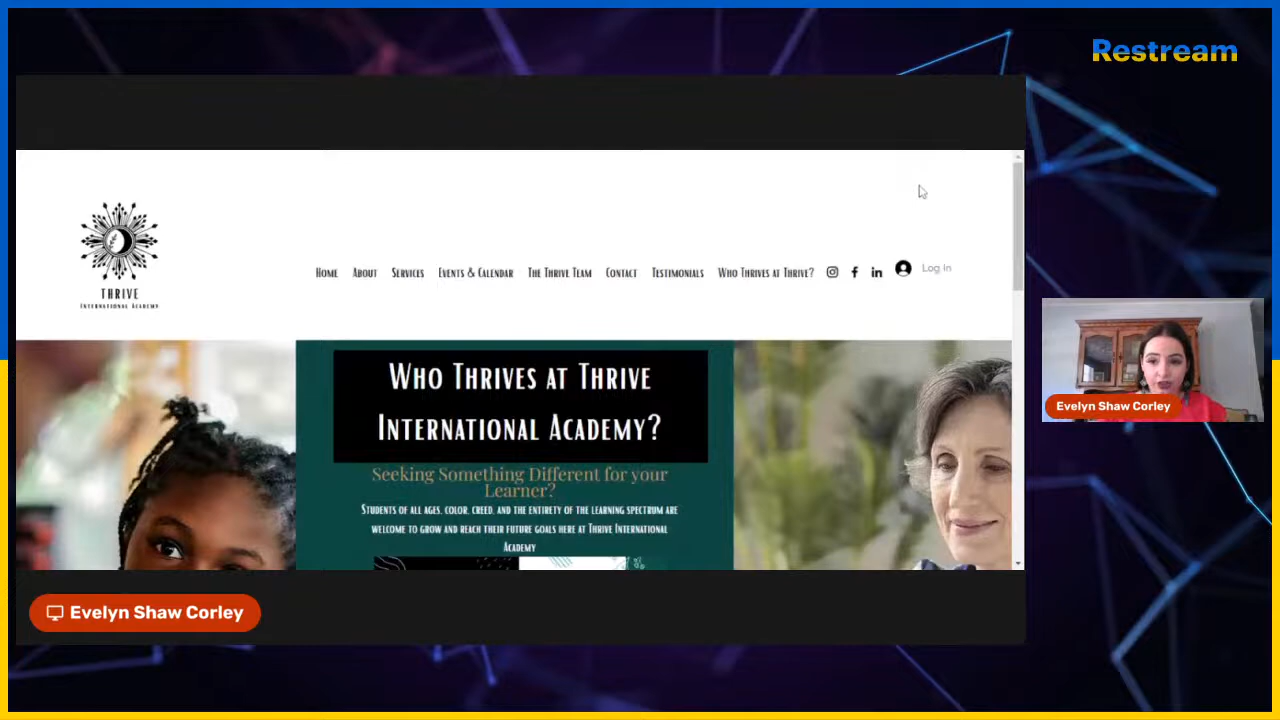 Restream
Home About Services Events & Calendar The Thrive Team Contact Testimonials Who Thrives at Thrive? Log In
THRIVE
International Academy
Who Thrives at Thrive
International Academy?
Seeking Something Different for your
Learner?
Students of all ages, color, creed, and the entirety of the learning spectrum are
welcome to grow and reach their future goals here at Thrive International
Academy
Evelyn Shaw Corley
Evelyn Shaw Corley